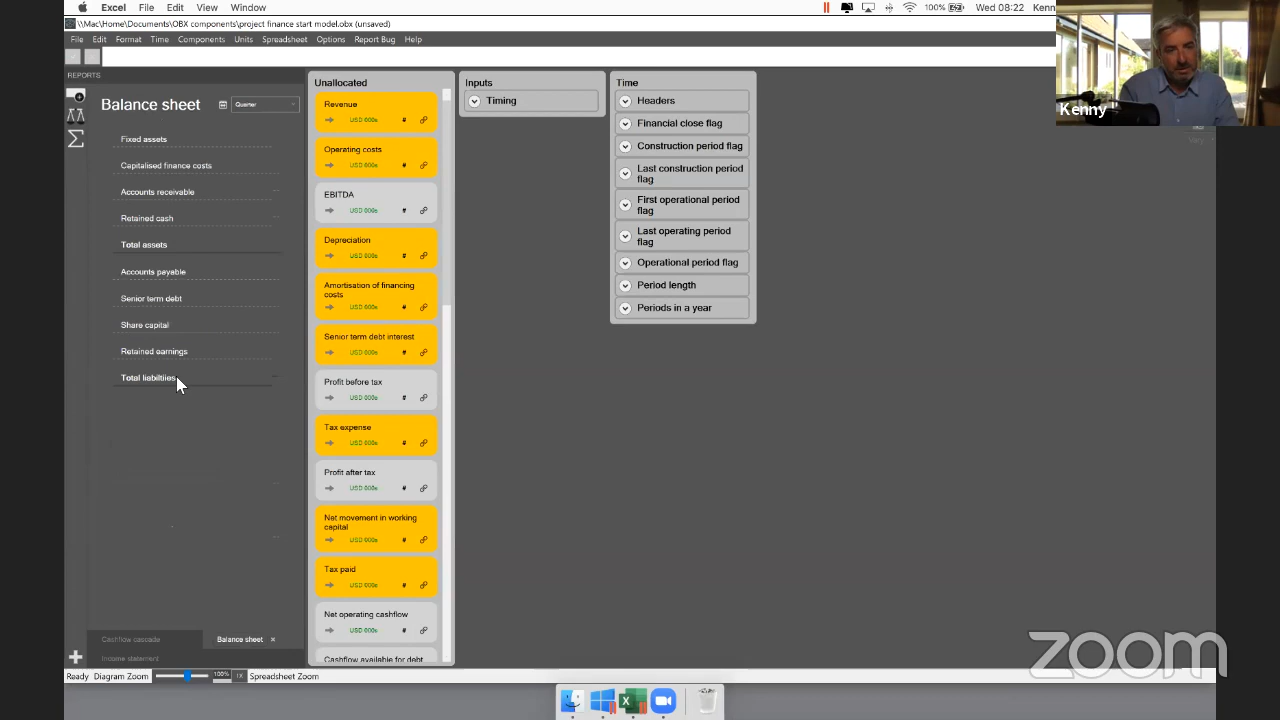 Excel File Edit View Window
100% Wed 08:22 Kenn
\\Mac\Home\Documents\OBX components\project finance start model.obx (unsaved)
File Edit Format Time Components Units Spreadsheet Options Report Bug Help
REPORTS
Balance sheet
Quarter
Fixed assets
Capitalised finance costs
Accounts receivable
Retained cash
Total assets
Accounts payable
Senior term debt
Share capital
Retained earnings
Total liabiltiies
Cashflow cascade
Balance sheet ×
Income statement
Unallocated
Revenue
USD 000s #
Operating costs
USD 000s #
EBITDA
USD 000s #
Depreciation
USD 000s #
Amortisation of financing
costs
USD 000s #
Senior term debt interest
USD 000s #
Profit before tax
USD 000s #
Tax expense
USD 000s #
Profit after tax
USD 000s #
Net movement in working
capital
USD 000s #
Tax paid
USD 000s #
Net operating cashflow
USD 000s #
Cashflow available for debt
Inputs
Timing
Time
Headers
Financial close flag
Construction period flag
Last construction period
flag
First operational period
flag
Last operating period
flag
Operational period flag
Period length
Periods in a year
Kenny
Ready Diagram Zoom 100% 1X Spreadsheet Zoom
zoom